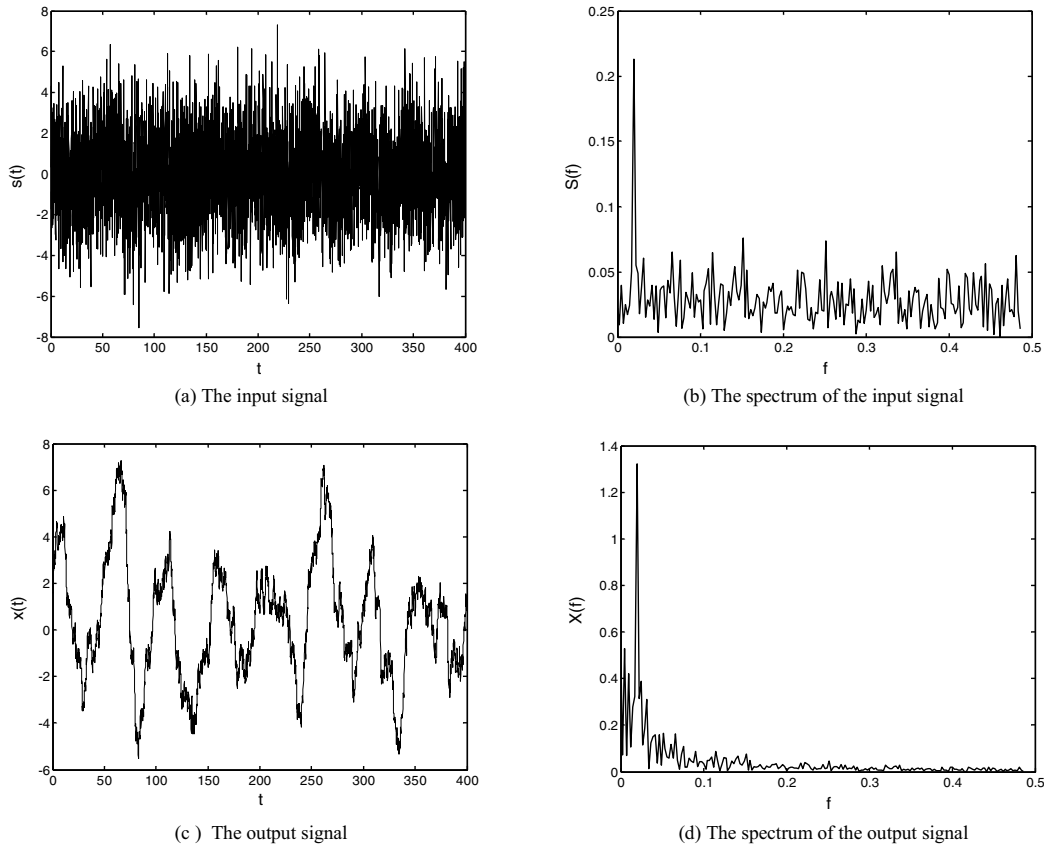 8
6
4
2
0
-2
-4
-6
-8
s(t)
0 50 100 150 200 250 300 350 400
t
(a) The input signal
0.25
0.2
0.15
0.1
0.05
0
S(f)
0 0.1 0.2 0.3 0.4 0.5
f
(b) The spectrum of the input signal
8
6
4
2
0
-2
-4
-6
x(t)
0 50 100 150 200 250 300 350 400
t
(c ) The output signal
1.4
1.2
1
0.8
0.6
0.4
0.2
0
X(f)
0 0.1 0.2 0.3 0.4 0.5
f
(d) The spectrum of the output signal